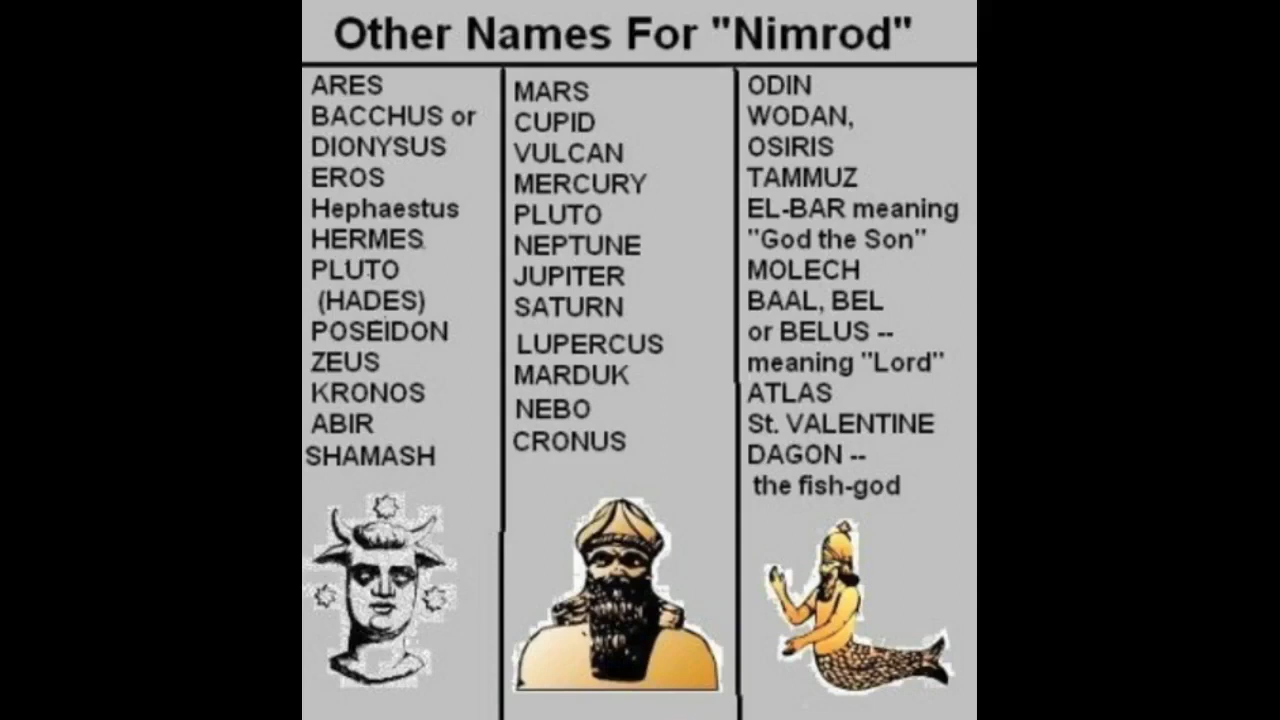 Other Names For "Nimrod"
ARES
BACCHUS or
DIONYSUS
EROS
Hephaestus
HERMES
PLUTO
(HADES)
POSEIDON
ZEUS
KRONOS
ABIR
SHAMASH
MARS
CUPID
VULCAN
MERCURY
PLUTO
NEPTUNE
JUPITER
SATURN
LUPERCUS
MARDUK
NEBO
CRONUS
ODIN
WODAN,
OSIRIS
TAMMUZ
EL-BAR meaning
"God the Son"
MOLECH
BAAL, BEL
or BELUS --
meaning "Lord"
ATLAS
St. VALENTINE
DAGON --
the fish-god